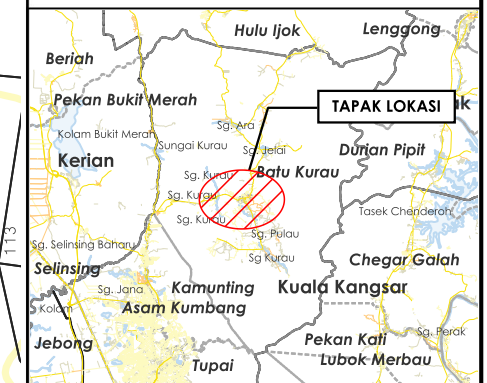 Hulu Ijok
Lenggong
Beriah
Pekan Bukit Merah
TAPAK LOKASI
Kolam Bukit Merah
Sg. Ara
Sungai Kurau
Sg. Jelai
Durian Pipit
Kerian
Sg. Kurau
Batu Kurau
Sg. Kurau
Tasek Chenderoh
Sg. Kurau
113
Sg. Pulau
Sg. Selinsing Baharu
Sg Kurau
Chegar Galah
Selinsing
Sg. Jana
Kamunting
Kuala Kangsar
Kolam
Asam Kumbang
Sg. Perak
Jebong
Pekan Kati
Lubok Merbau
Tupai